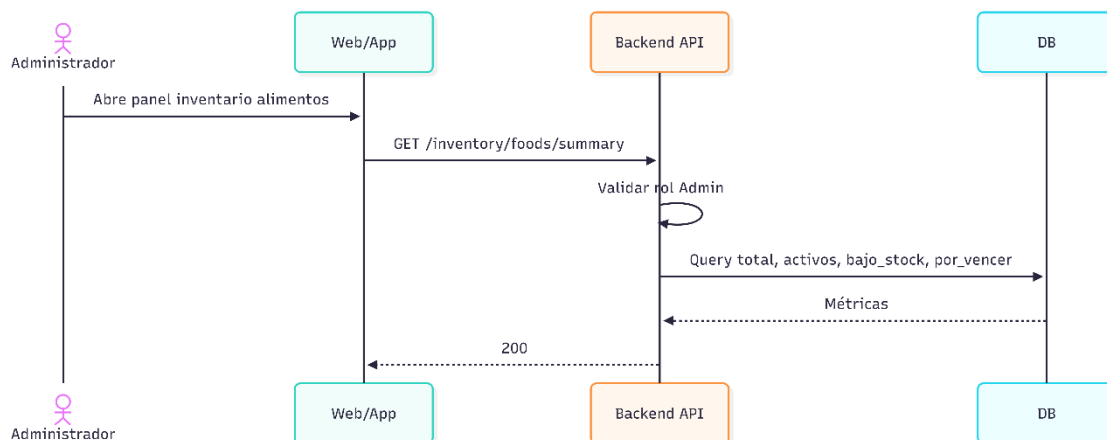 Administrador
Web/App
Backend API
DB
Abre panel inventario alimentos
GET /inventory/foods/summary
Validar rol Admin
Query total, activos, bajo_stock, por_vencer
Métricas
200
Administrador
Web/App
Backend API
DB